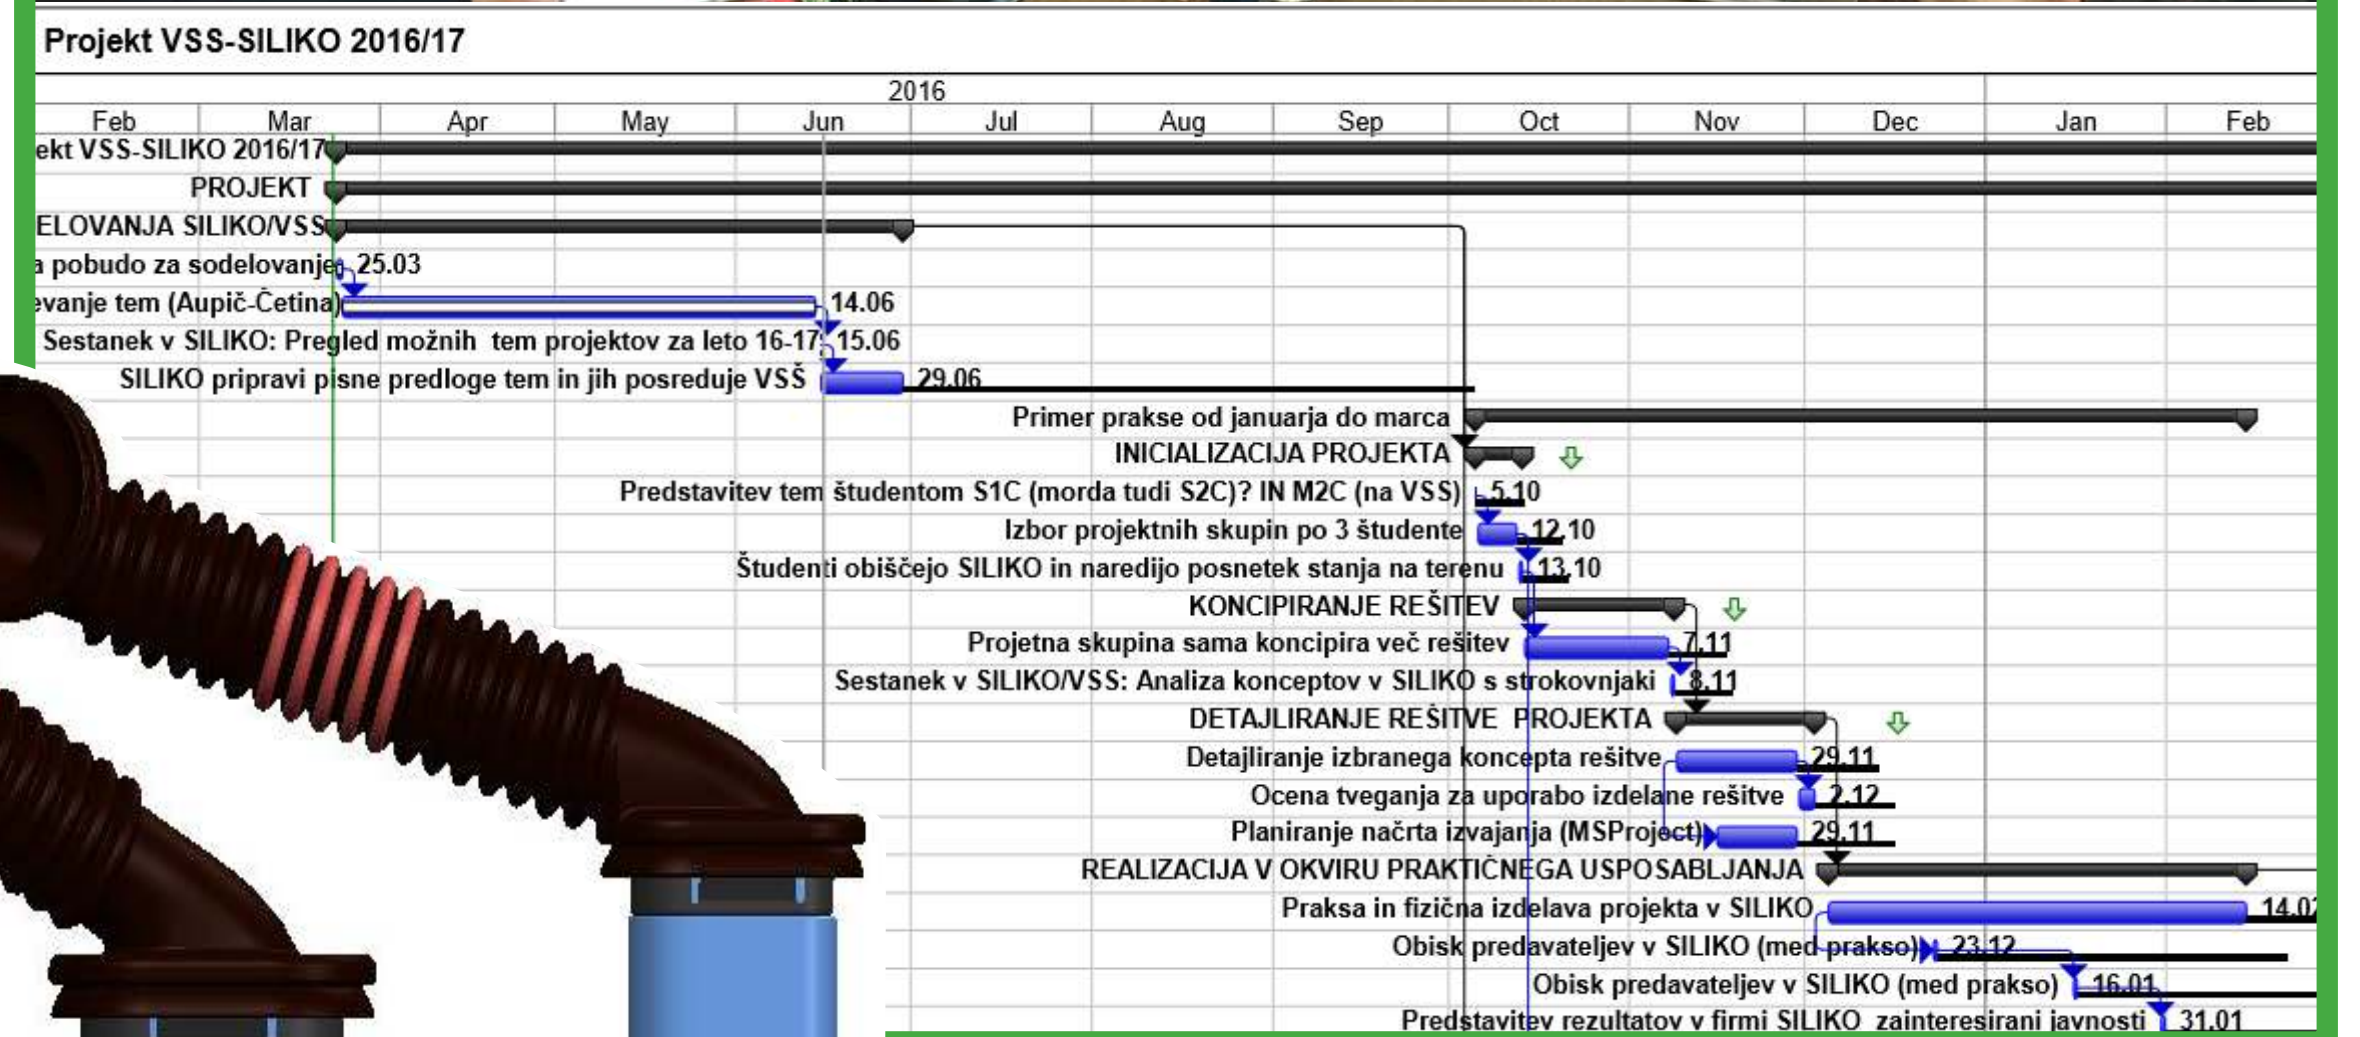 Projekt VSS-SILIKO 2016/17
2016
Feb Mar Apr May Jun Jul Aug Sep Oct Nov Dec Jan Feb
ekt VSS-SILIKO 2016/17
PROJEKT
ELOVANJA SILIKO/VSS
a pobudo za sodelovanje 25.03
evanje tem (Aupič-Četina) 14.06
Sestanek v SILIKO: Pregled možnih tem projektov za leto 16-17 15.06
SILIKO pripravi pisne predloge tem in jih posreduje VSŠ 29.06
Primer prakse od januarja do marca
INICIALIZACIJA PROJEKTA
Predstavitev tem študentom S1C (morda tudi S2C)? IN M2C (na VSS) 5.10
Izbor projektnih skupin po 3 študente 12.10
Študenti obiščejo SILIKO in naredijo posnetek stanja na terenu 13.10
KONCIPIRANJE REŠITEV
Projetna skupina sama koncipira več rešitev 7.11
Sestanek v SILIKO/VSS: Analiza konceptov v SILIKO s strokovnjaki 8.11
DETAJLIRANJE REŠITVE PROJEKTA
Detajliranje izbranega koncepta rešitve 29.11
Ocena tveganja za uporabo izdelane rešitve 2.12
Planiranje načrta izvajanja (MSProject) 29.11
REALIZACIJA V OKVIRU PRAKTIČNEGA USPOSABLJANJA
Praksa in fizična izdelava projekta v SILIKO 14.02
Obisk predavateljev v SILIKO (med prakso) 23.12
Obisk predavateljev v SILIKO (med prakso) 16.01
Predstavitev rezultatov v firmi SILIKO zainteresirani javnosti 31.01